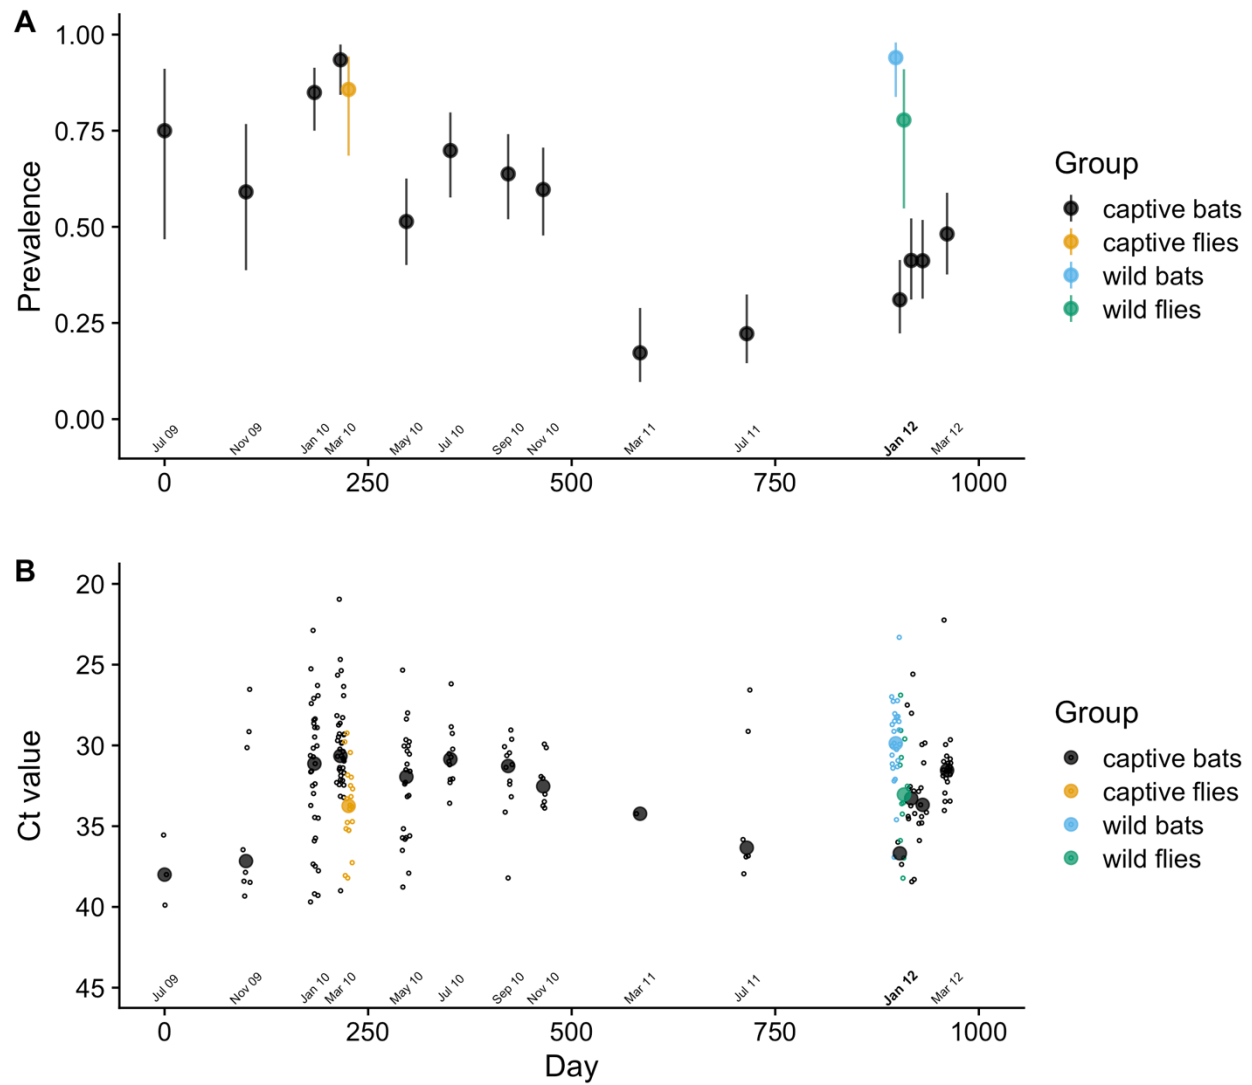 A
1.00
0.75
0.50
0.25
0.00
Prevalence
Jul 09
Nov 09
Jan 10
Mar 10
May 10
Jul 10
Sep 10
Nov 10
Mar 11
Jul 11
Jan 12
Mar 12
0
250
500
750
1000
Group
captive bats
captive flies
wild bats
wild flies
B
20
25
30
35
40
45
Ct value
Jul 09
Nov 09
Jan 10
Mar 10
May 10
Jul 10
Sep 10
Nov 10
Mar 11
Jul 11
Jan 12
Mar 12
0
250
500
750
1000
Day
Group
captive bats
captive flies
wild bats
wild flies